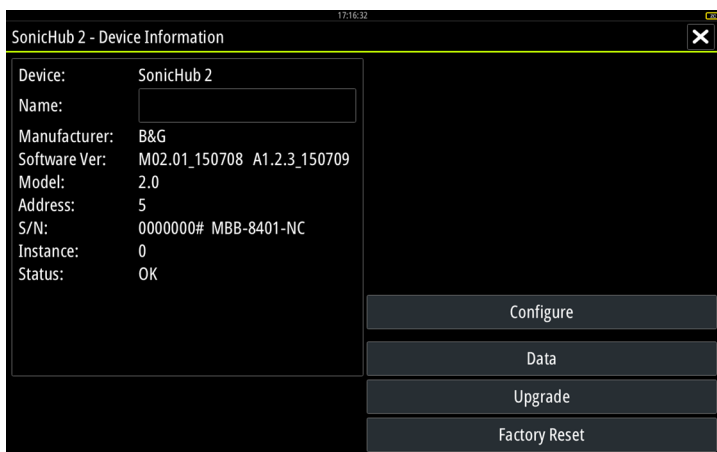 17:16:32
SonicHub 2 - Device Information
Device: SonicHub 2
Name:
Manufacturer: B&G
Software Ver: M02.01_150708 A1.2.3_150709
Model: 2.0
Address: 5
S/N: 0000000# MBB-8401-NC
Instance: 0
Status: OK
Configure
Data
Upgrade
Factory Reset